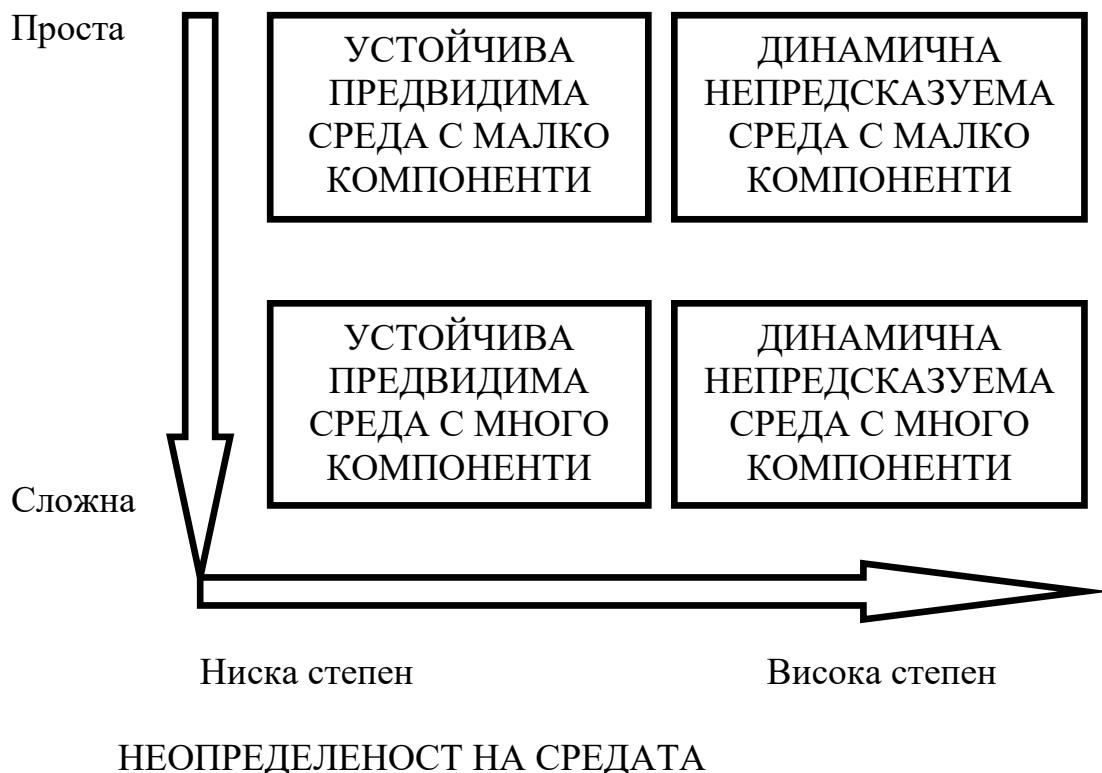 Проста
УСТОЙЧИВА
ПРЕДВИДИМА
СРЕДА С МАЛКО
КОМПОНЕНТИ
ДИНАМИЧНА
НЕПРЕДСКАЗУЕМА
СРЕДА С МАЛКО
КОМПОНЕНТИ
УСТОЙЧИВА
ПРЕДВИДИМА
СРЕДА С МНОГО
КОМПОНЕНТИ
ДИНАМИЧНА
НЕПРЕДСКАЗУЕМА
СРЕДА С МНОГО
КОМПОНЕНТИ
Сложна
Ниска степен
Висока степен
НЕОПРЕДЕЛЕНОСТ НА СРЕДАТА